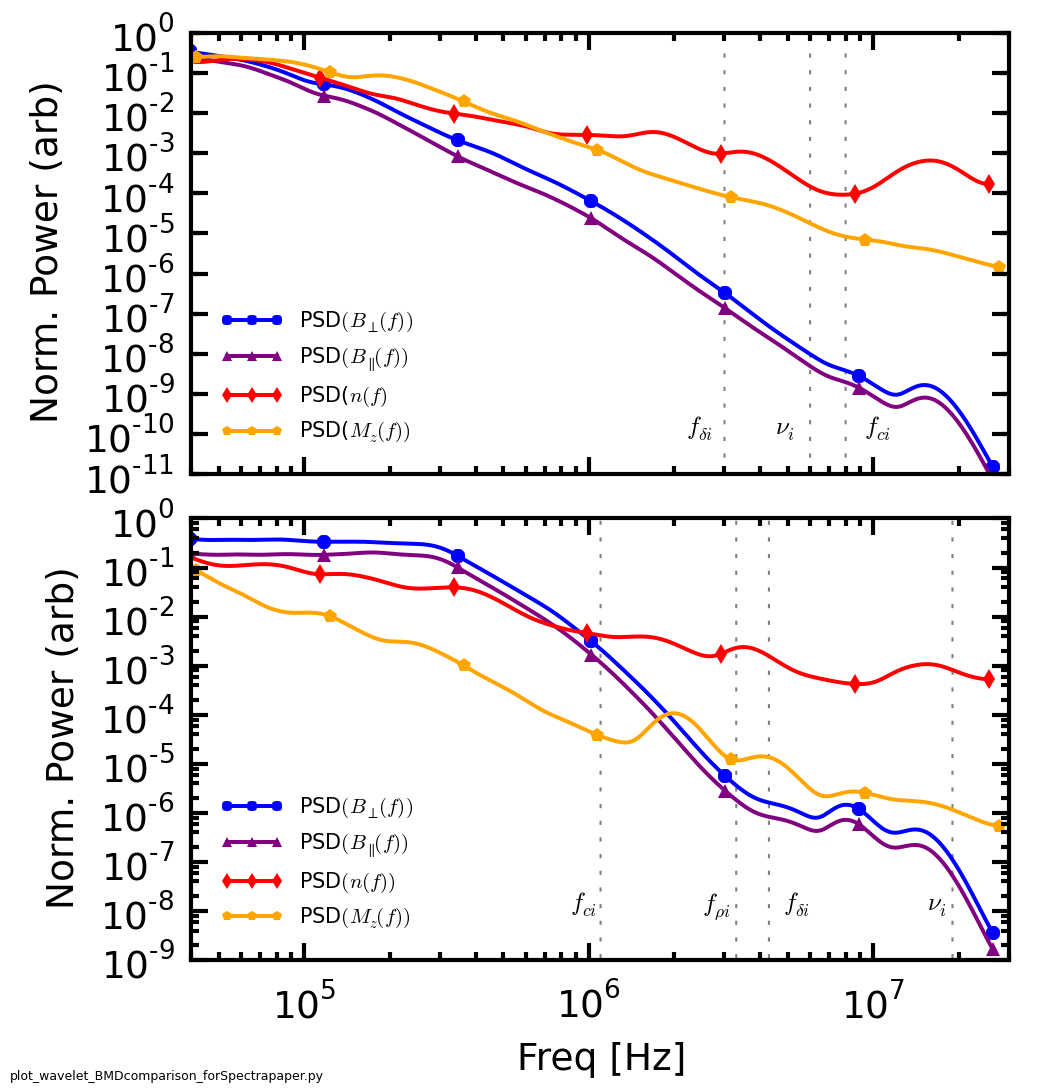 Norm. Power (arb)
10^0
10^-1
10^-2
10^-3
10^-4
10^-5
10^-6
10^-7
10^-8
10^-9
10^-10
10^-11
PSD(B⊥(f))
PSD(B∥(f))
PSD(n(f)
PSD(M_z(f))
f_δi
ν_i
f_ci
Norm. Power (arb)
10^0
10^-1
10^-2
10^-3
10^-4
10^-5
10^-6
10^-7
10^-8
10^-9
PSD(B⊥(f))
PSD(B∥(f))
PSD(n(f))
PSD(M_z(f))
f_ci
f_ρi
f_δi
ν_i
10^5
10^6
10^7
Freq [Hz]
plot_wavelet_BMDcomparison_forSpectrapaper.py